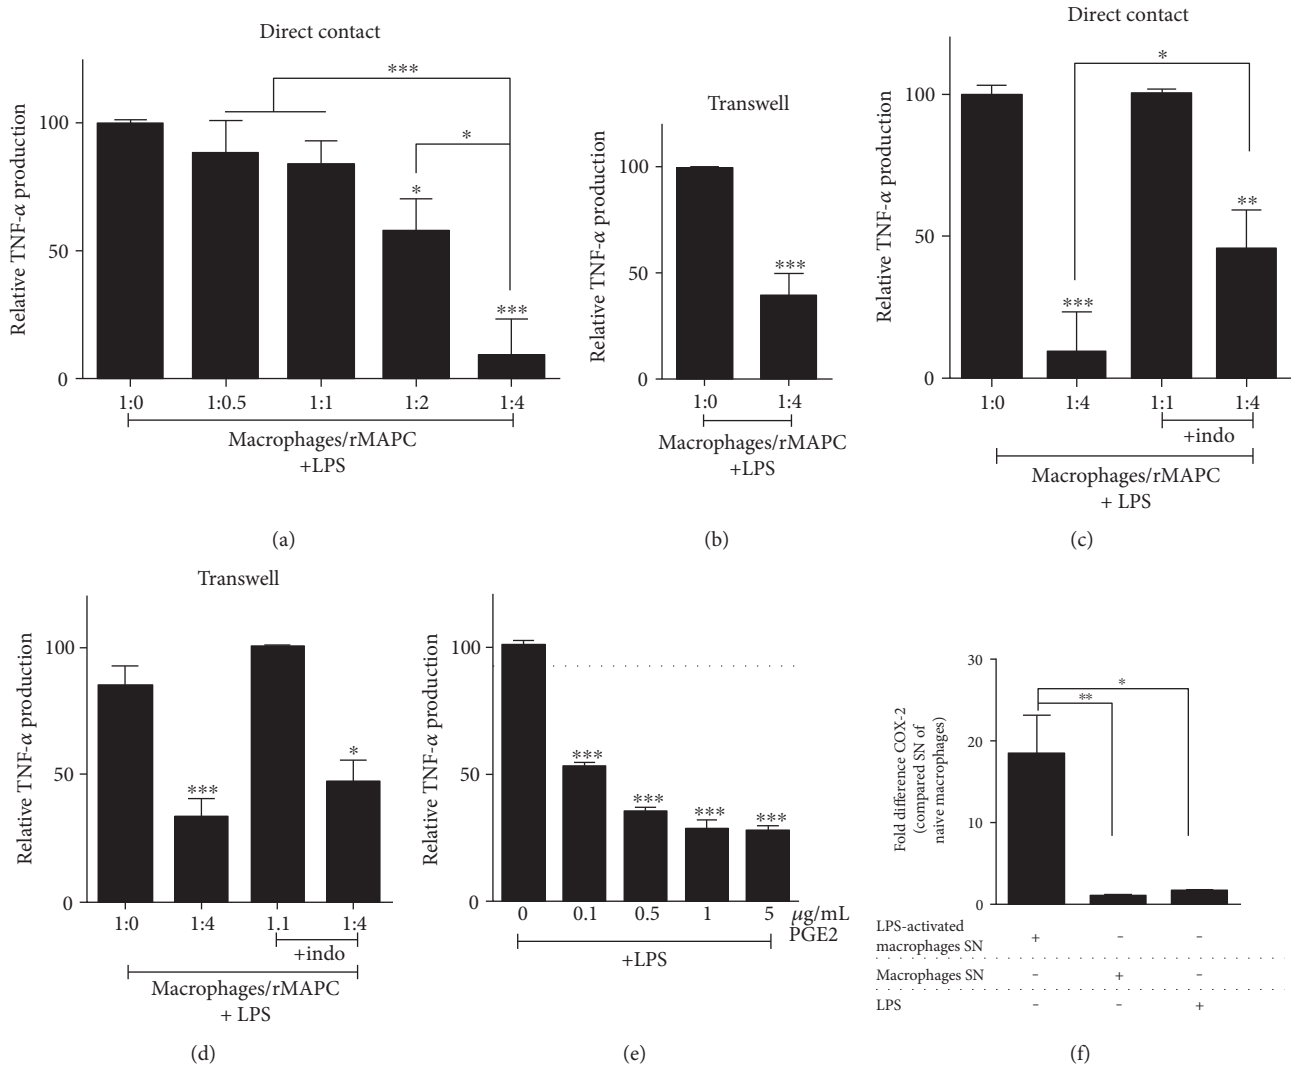 Direct contact
Relative TNF-α production
100
50
0
***
*
*
***
1:0 1:0.5 1:1 1:2 1:4
Macrophages/rMAPC
+LPS
(a)
Transwell
Relative TNF-α production
100
50
0
***
1:0 1:4
Macrophages/rMAPC
+LPS
(b)
Direct contact
Relative TNF-α production
100
50
0
*
***
**
1:0 1:4 1:1 1:4
+indo
Macrophages/rMAPC
+ LPS
(c)
Transwell
Relative TNF-α production
100
50
0
***
*
1:0 1:4 1.1 1:4
+indo
Macrophages/rMAPC
+ LPS
(d)
Relative TNF-α production
100
50
0
***
***
***
***
0 0.1 0.5 1 5 μg/mL
PGE2
+LPS
(e)
Fold difference COX-2
(compared SN of
naive macrophages)
30
20
10
0
*
**
LPS-activated
macrophages SN + – –
Macrophages SN – + –
LPS – – +
(f)